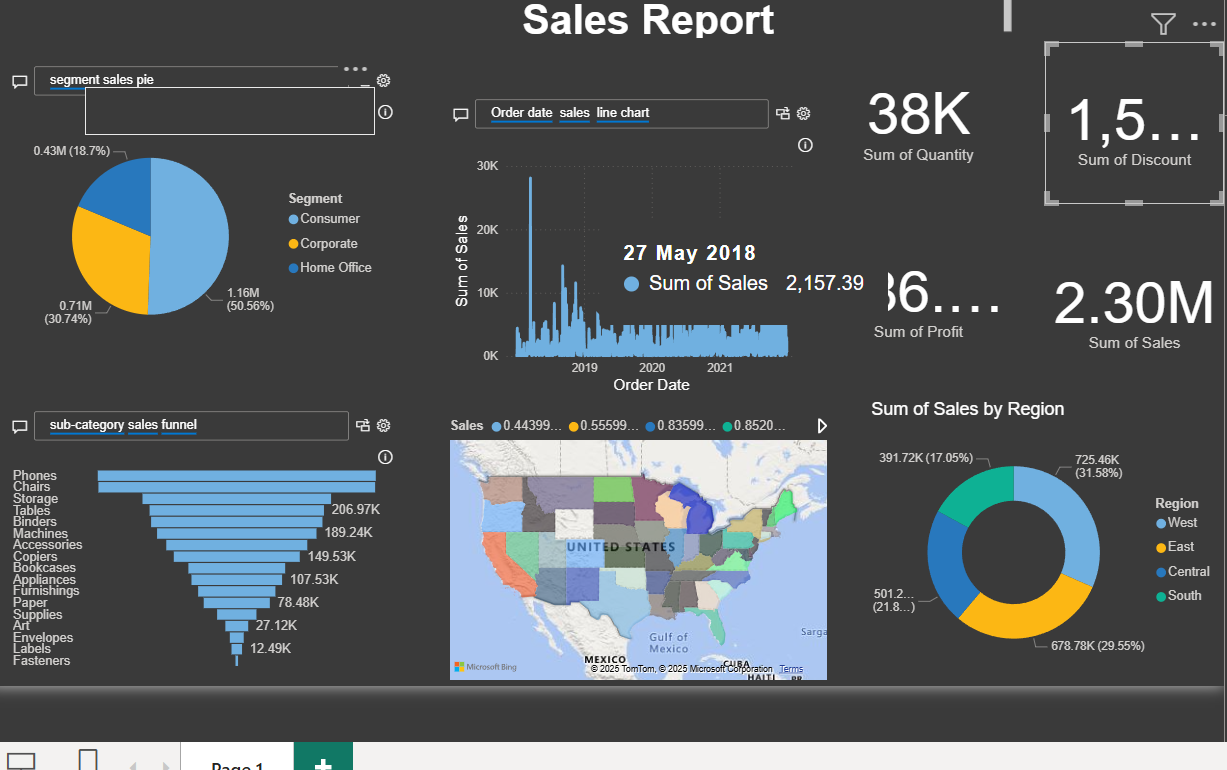 Sales Report
segment sales pie
0.43M (18.7%)
0.71M
(30.74%)
1.16M
(50.56%)
Segment
Consumer
Corporate
Home Office
Order date sales line chart
30K
20K
10K
0K
Sum of Sales
27 May 2018
Sum of Sales 2,157.39
2019 2020 2021
Order Date
38K
Sum of Quantity
1,5...
Sum of Discount
36....
Sum of Profit
2.30M
Sum of Sales
sub-category sales funnel
Phones
Chairs
Storage
Tables 206.97K
Binders
Machines 189.24K
Accessories
Copiers 149.53K
Bookcases
Appliances 107.53K
Furnishings
Paper 78.48K
Supplies
Art 27.12K
Envelopes
Labels 12.49K
Fasteners
Sales 0.44399... 0.55599... 0.83599... 0.8520...
UNITED STATES
Gulf of
Mexico
Sarga
MEXICO
CUBA
HAITI PR
Microsoft Bing
© 2025 TomTom, © 2025 Microsoft Corporation Terms
Sum of Sales by Region
391.72K (17.05%)
725.46K
(31.58%)
501.2...
(21.8...)
678.78K (29.55%)
Region
West
East
Central
South
Page 1